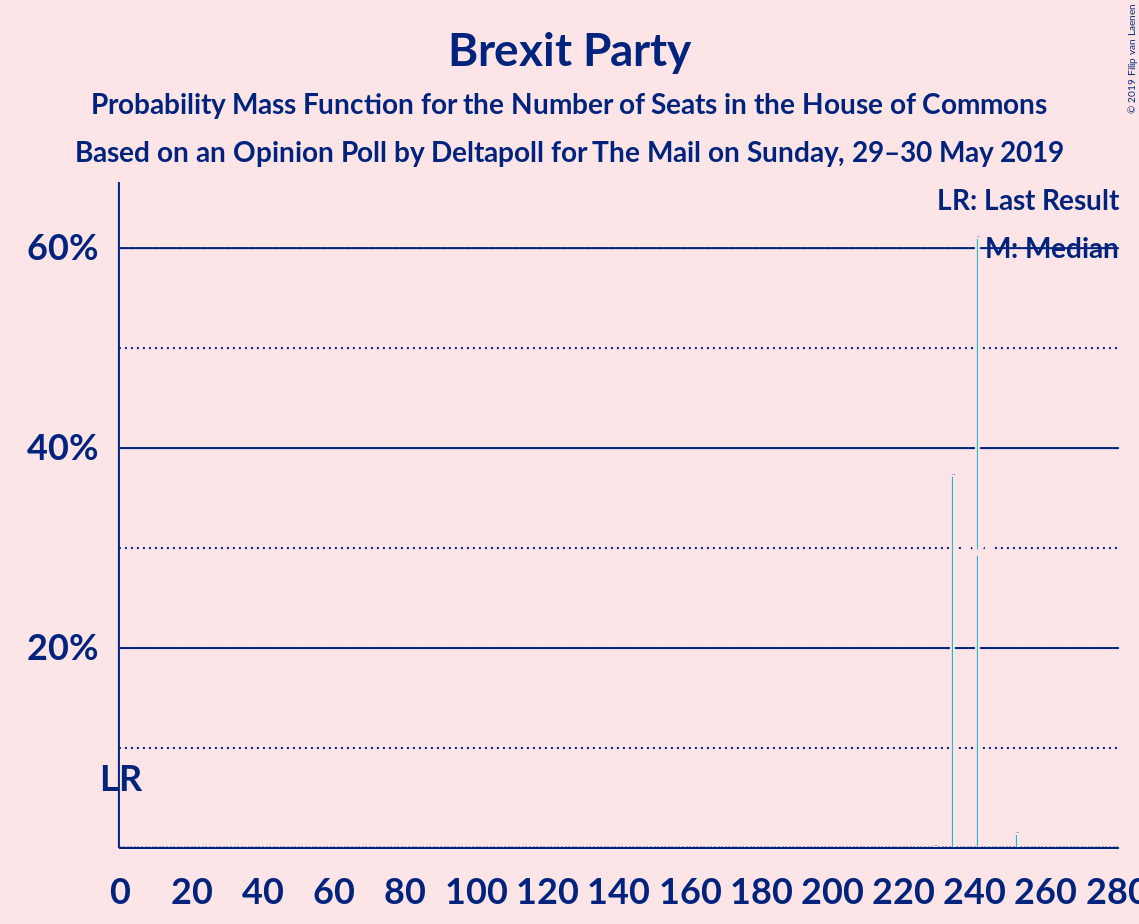 Brexit Party
Probability Mass Function for the Number of Seats in the House of Commons
Based on an Opinion Poll by Deltapoll for The Mail on Sunday, 29–30 May 2019
© 2019 Filip van Laenen
LR: Last Result
M: Median
60%
40%
20%
LR
0 20 40 60 80 100 120 140 160 180 200 220 240 260 280